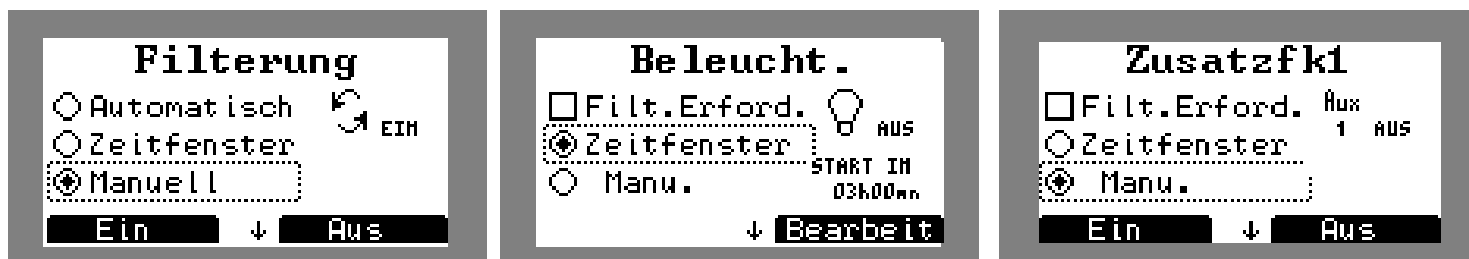 Filterung
Automatisch
EIN
Zeitfenster
Manuell
Ein ↓ Aus
Beleucht.
Filt.Erford.
AUS
Zeitfenster
START IN
Manu.
03h00mn
↓ Bearbeit
Zusatzfk1
Filt.Erford.
Aux
1 AUS
Zeitfenster
Manu.
Ein ↓ Aus